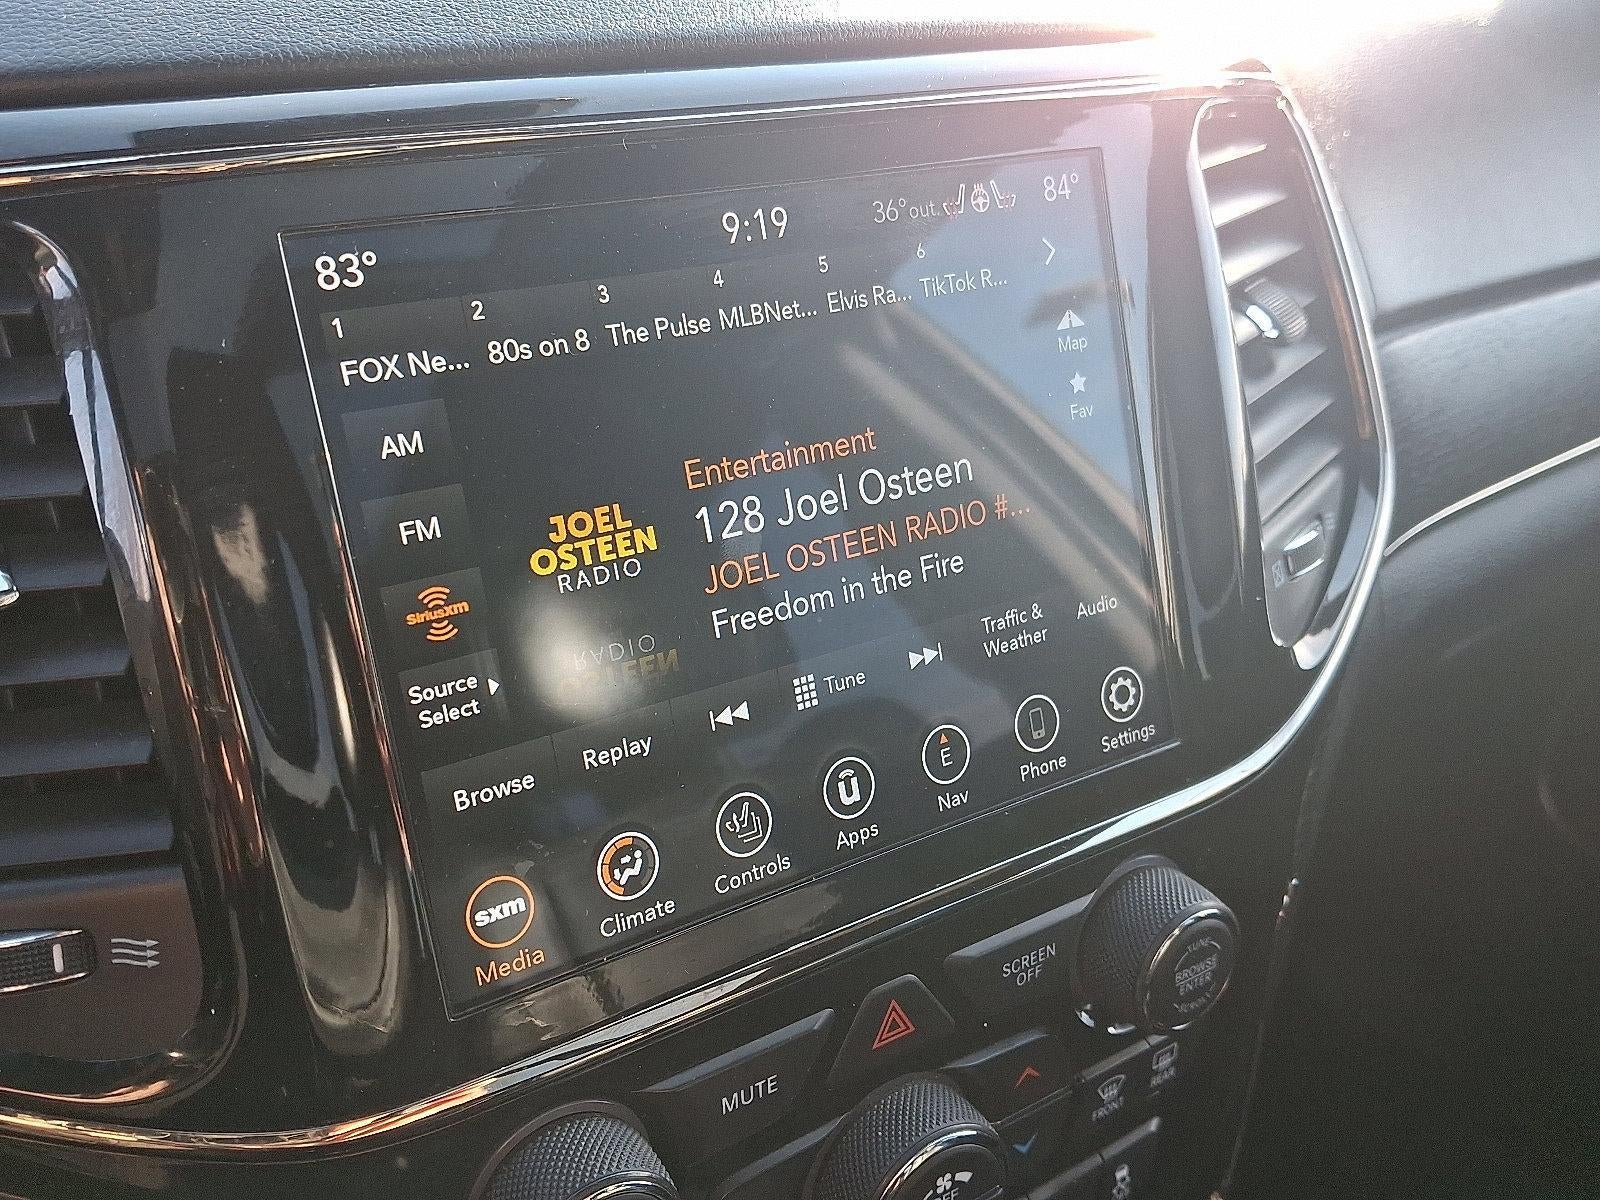 83°
9:19
36° out.
84°
1 2 3 4 5 6
FOX Ne... 80s on 8 The Pulse MLBNet... Elvis Ra... TikTok R...
Map
Fav
AM
FM
SiriusXM
Source
Select
JOEL
OSTEEN
RADIO
Entertainment
128 Joel Osteen
JOEL OSTEEN RADIO #...
Freedom in the Fire
Browse
Replay
Tune
Traffic &
Weather
Audio
sxm
Media
Climate
Controls
u
Apps
E
Nav
Phone
Settings
SCREEN
OFF
TUNE
BROWSE
ENTER
SCROLL
MUTE
FRONT
REAR
OFF